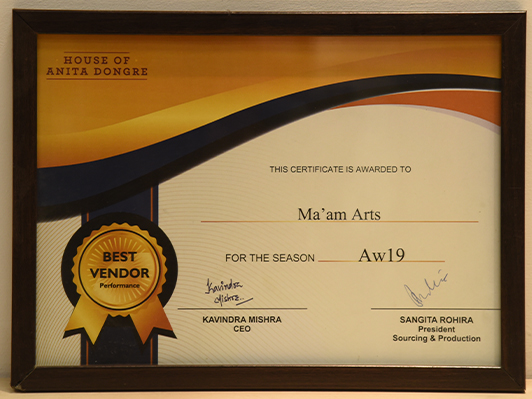 HOUSE OF
ANITA DONGRE
THIS CERTIFICATE IS AWARDED TO
Ma'am Arts
FOR THE SEASON Aw19
BEST
VENDOR
Performance
Kavindra
Mishra
KAVINDRA MISHRA
CEO
SANGITA ROHIRA
President
Sourcing & Production